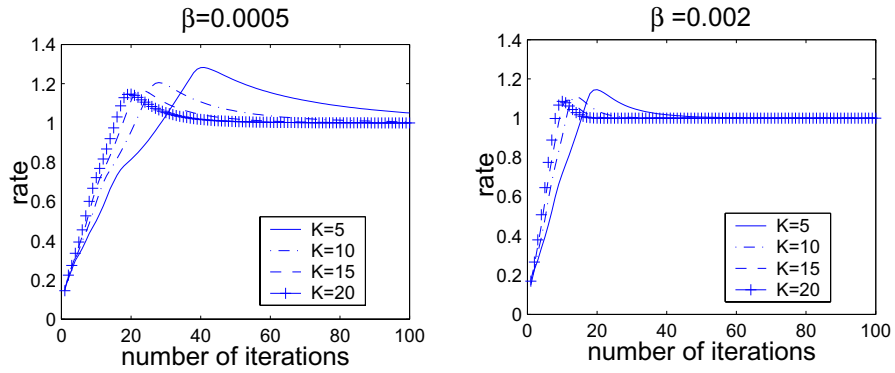 β=0.0005
1.4
1.2
1
0.8
0.6
0.4
0.2
0
rate
0 20 40 60 80 100
number of iterations
K=5
K=10
K=15
K=20
β =0.002
1.4
1.2
1
0.8
0.6
0.4
0.2
0
rate
0 20 40 60 80 100
number of iterations
K=5
K=10
K=15
K=20